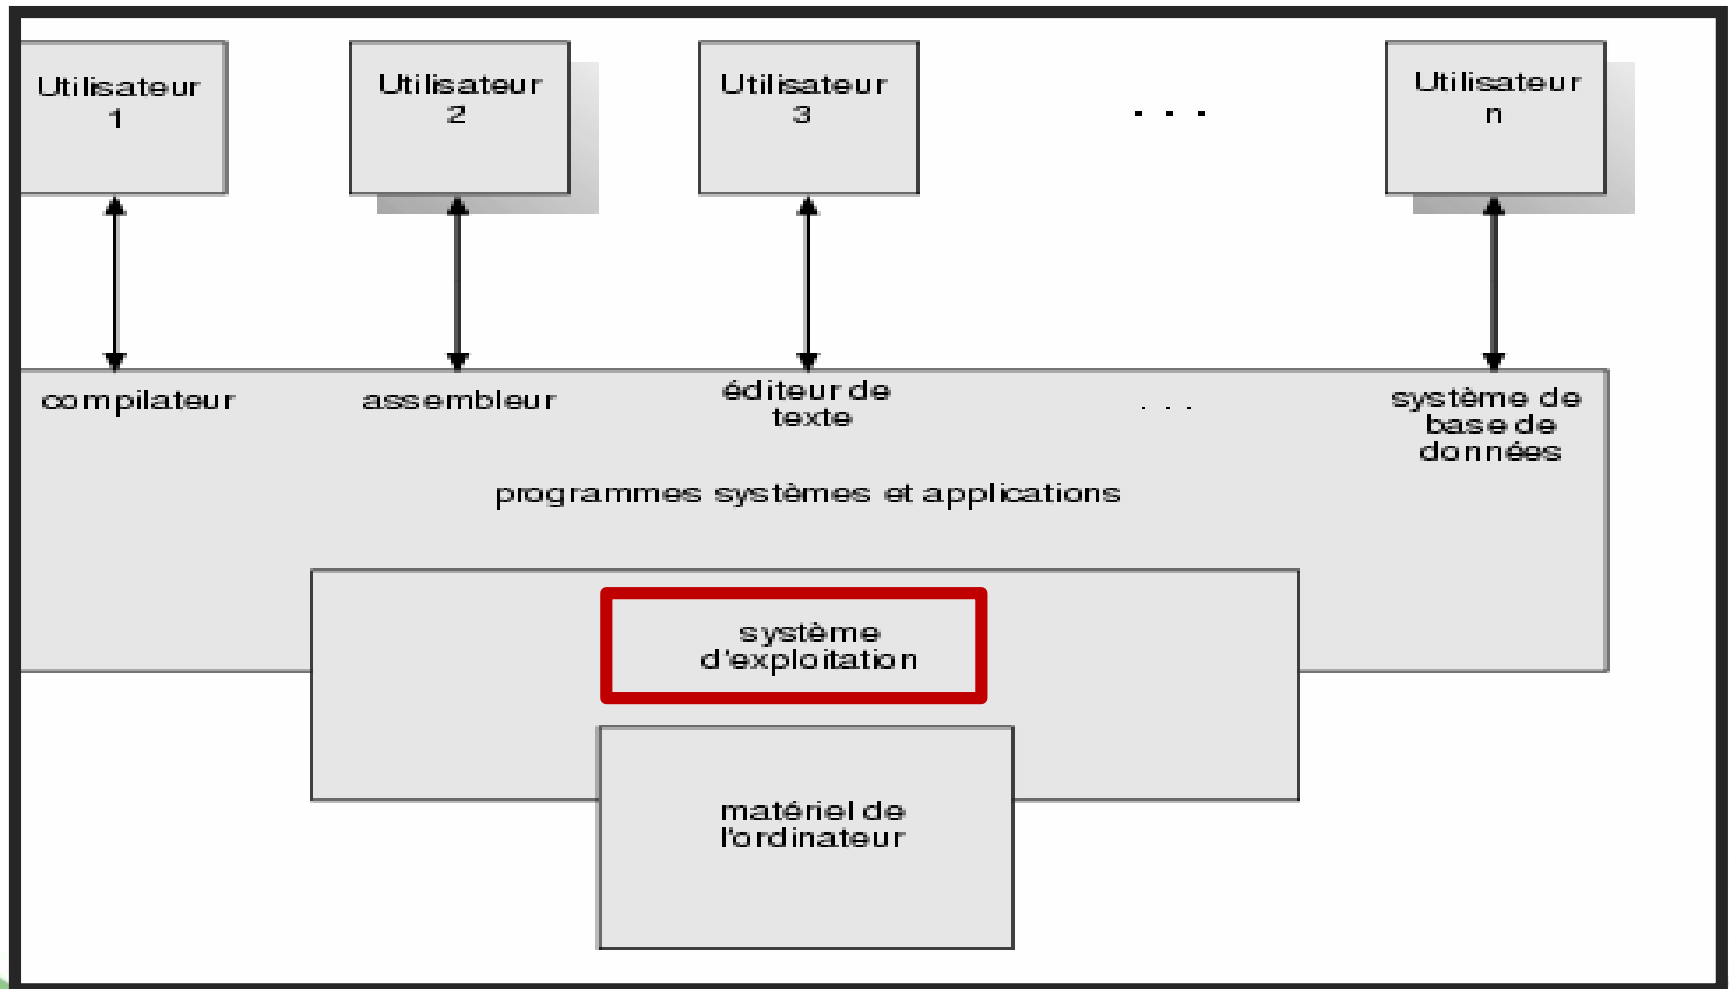 Utilisateur
1
Utilisateur
2
Utilisateur
3
. . .
Utilisateur
n
compilateur
assembleur
éditeur de
texte
. . .
système de
base de
données
programmes systèmes et applications
système
d'exploitation
matériel de
l'ordinateur